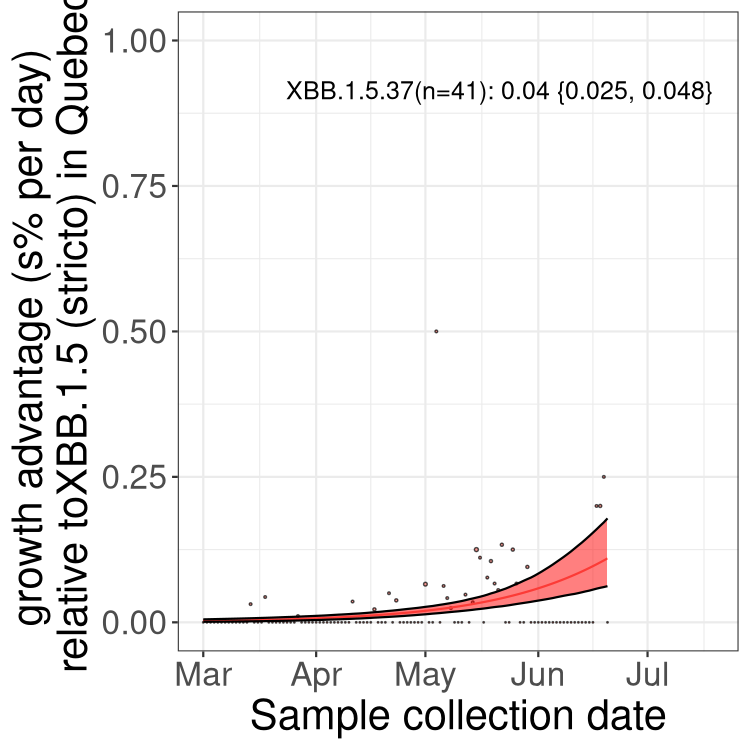 growth advantage (s% per day)
relative toXBB.1.5 (stricto) in Quebec
1.00
0.75
0.50
0.25
0.00
XBB.1.5.37(n=41): 0.04 {0.025, 0.048}
Mar
Apr
May
Jun
Jul
Sample collection date